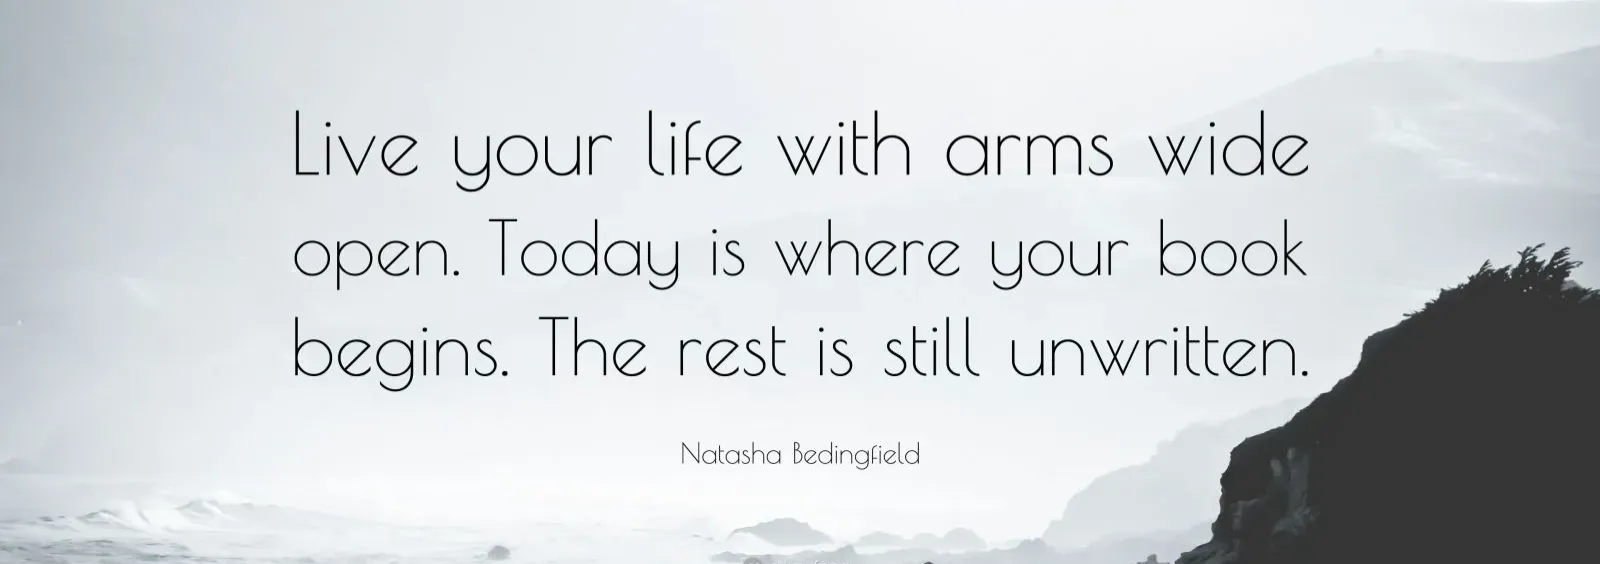 Live your life with arms wide
open. Today is where your book
begins. The rest is still unwritten.
Natasha Bedingfield